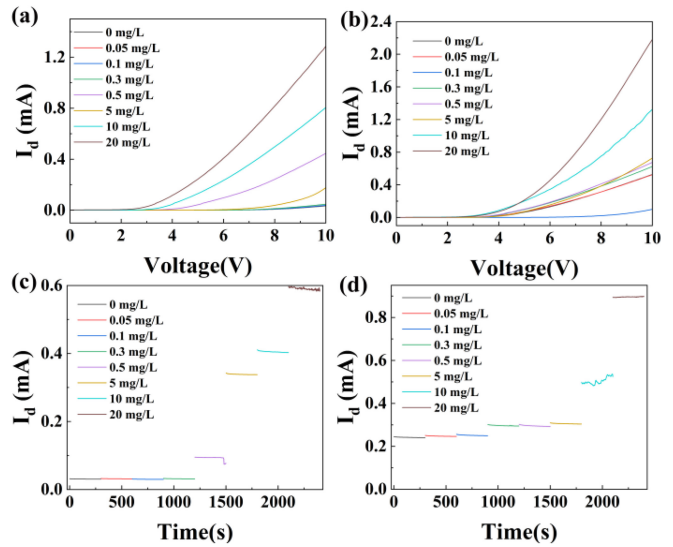 (a)
I_d (mA)
1.2
0.8
0.4
0.0
0 mg/L
0.05 mg/L
0.1 mg/L
0.3 mg/L
0.5 mg/L
5 mg/L
10 mg/L
20 mg/L
0 2 4 6 8 10
Voltage(V)
(b)
I_d (mA)
2.4
2.0
1.6
1.2
0.8
0.4
0.0
0 mg/L
0.05 mg/L
0.1 mg/L
0.3 mg/L
0.5 mg/L
5 mg/L
10 mg/L
20 mg/L
0 2 4 6 8 10
Voltage(V)
(c)
I_d (mA)
0.6
0.4
0.2
0.0
0 mg/L
0.05 mg/L
0.1 mg/L
0.3 mg/L
0.5 mg/L
5 mg/L
10 mg/L
20 mg/L
0 500 1000 1500 2000
Time(s)
(d)
I_d (mA)
0.8
0.6
0.4
0.2
0.0
0 mg/L
0.05 mg/L
0.1 mg/L
0.3 mg/L
0.5 mg/L
5 mg/L
10 mg/L
20 mg/L
0 500 1000 1500 2000
Time(s)